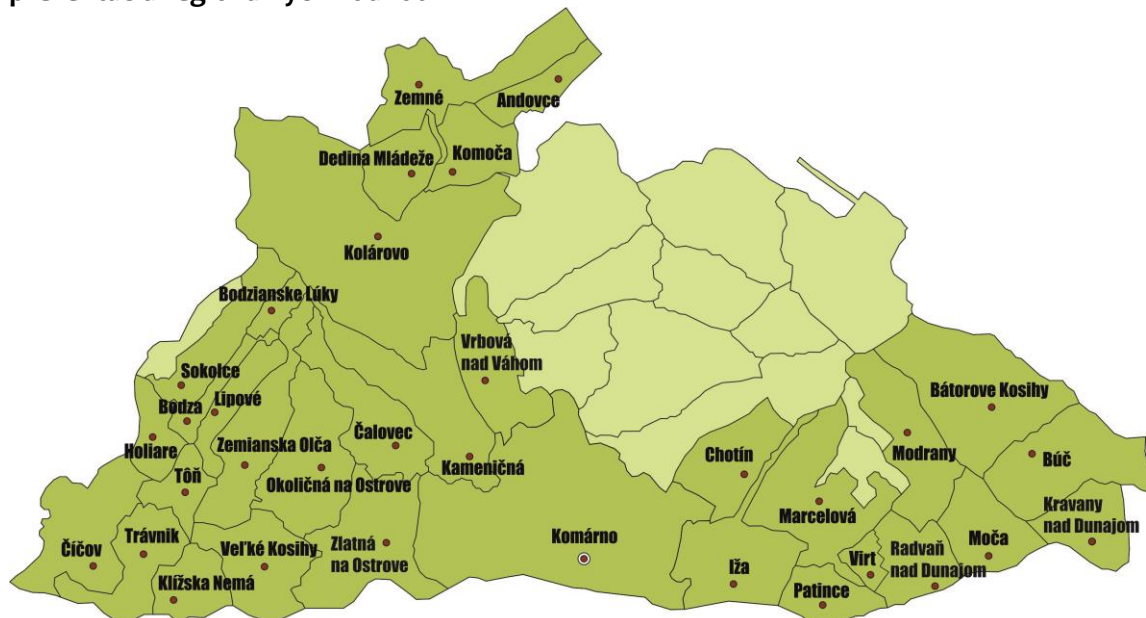 Zemné
Andovce
Dedina Mládeže
Komoča
Kolárovo
Bodzianske Lúky
Vrbová
nad Váhom
Sokolce
Bodza
Lipové
Holiare
Zemianska Olča
Čalovec
Tôň
Okoličná na Ostrove
Kameničná
Chotín
Bátorove Kosihy
Modrany
Búč
Marcelová
Kravany
nad Dunajom
Číčov
Trávnik
Veľké Kosihy
Zlatná
na Ostrove
Komárno
Klížska Nemá
Iža
Virt
Radvaň
nad Dunajom
Moča
Patince